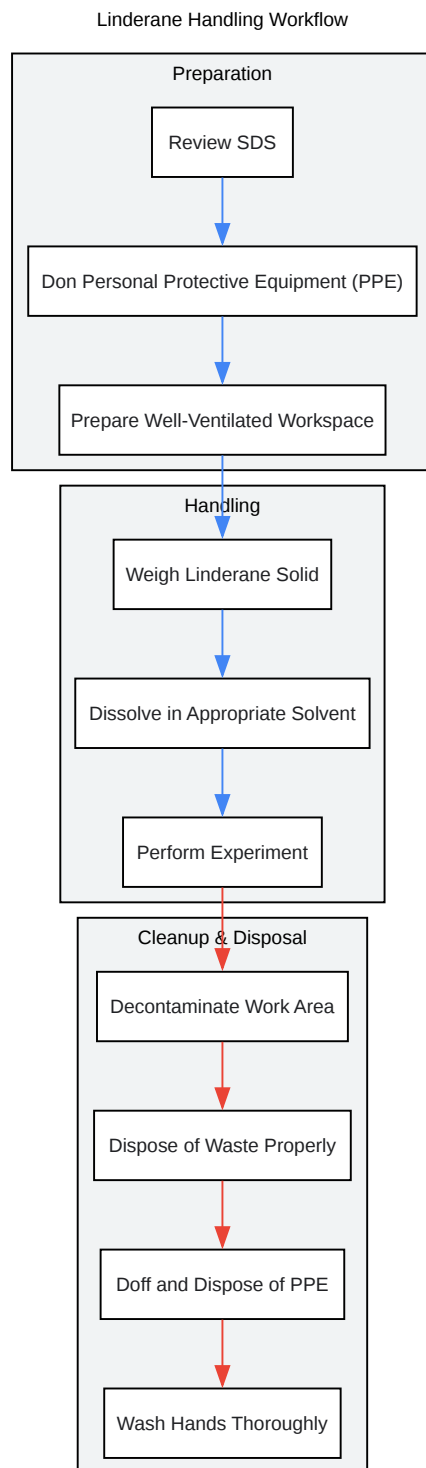 Linderane Handling Workflow
Preparation
Review SDS
Don Personal Protective Equipment (PPE)
Prepare Well-Ventilated Workspace
Handling
Weigh Linderane Solid
Dissolve in Appropriate Solvent
Perform Experiment
Cleanup & Disposal
Decontaminate Work Area
Dispose of Waste Properly
Doff and Dispose of PPE
Wash Hands Thoroughly